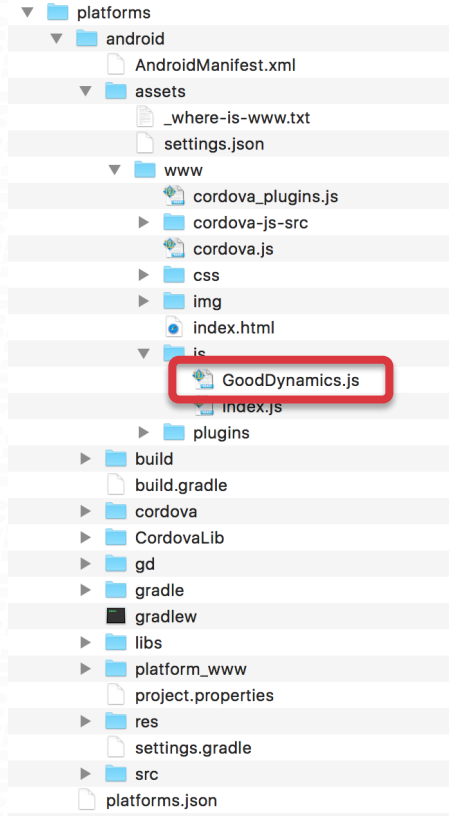 platforms
android
AndroidManifest.xml
assets
_where-is-www.txt
settings.json
www
cordova_plugins.js
cordova-js-src
cordova.js
css
img
index.html
js
GoodDynamics.js
index.js
plugins
build
build.gradle
cordova
CordovaLib
gd
gradle
gradlew
libs
platform_www
project.properties
res
settings.gradle
src
platforms.json